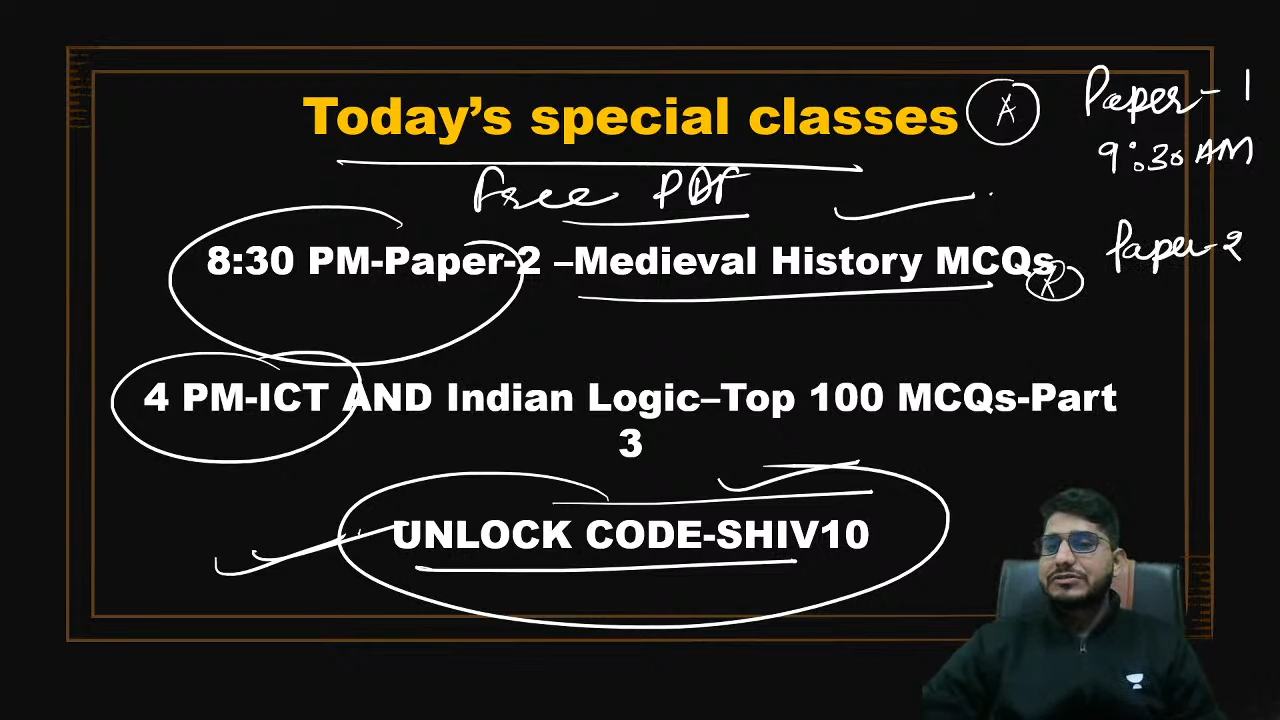 Today’s special classes
A
Paper - 1
9:30 AM
Free PDF
8:30 PM-Paper-2 –Medieval History MCQs
R
Paper-2
4 PM-ICT AND Indian Logic–Top 100 MCQs-Part
3
UNLOCK CODE-SHIV10